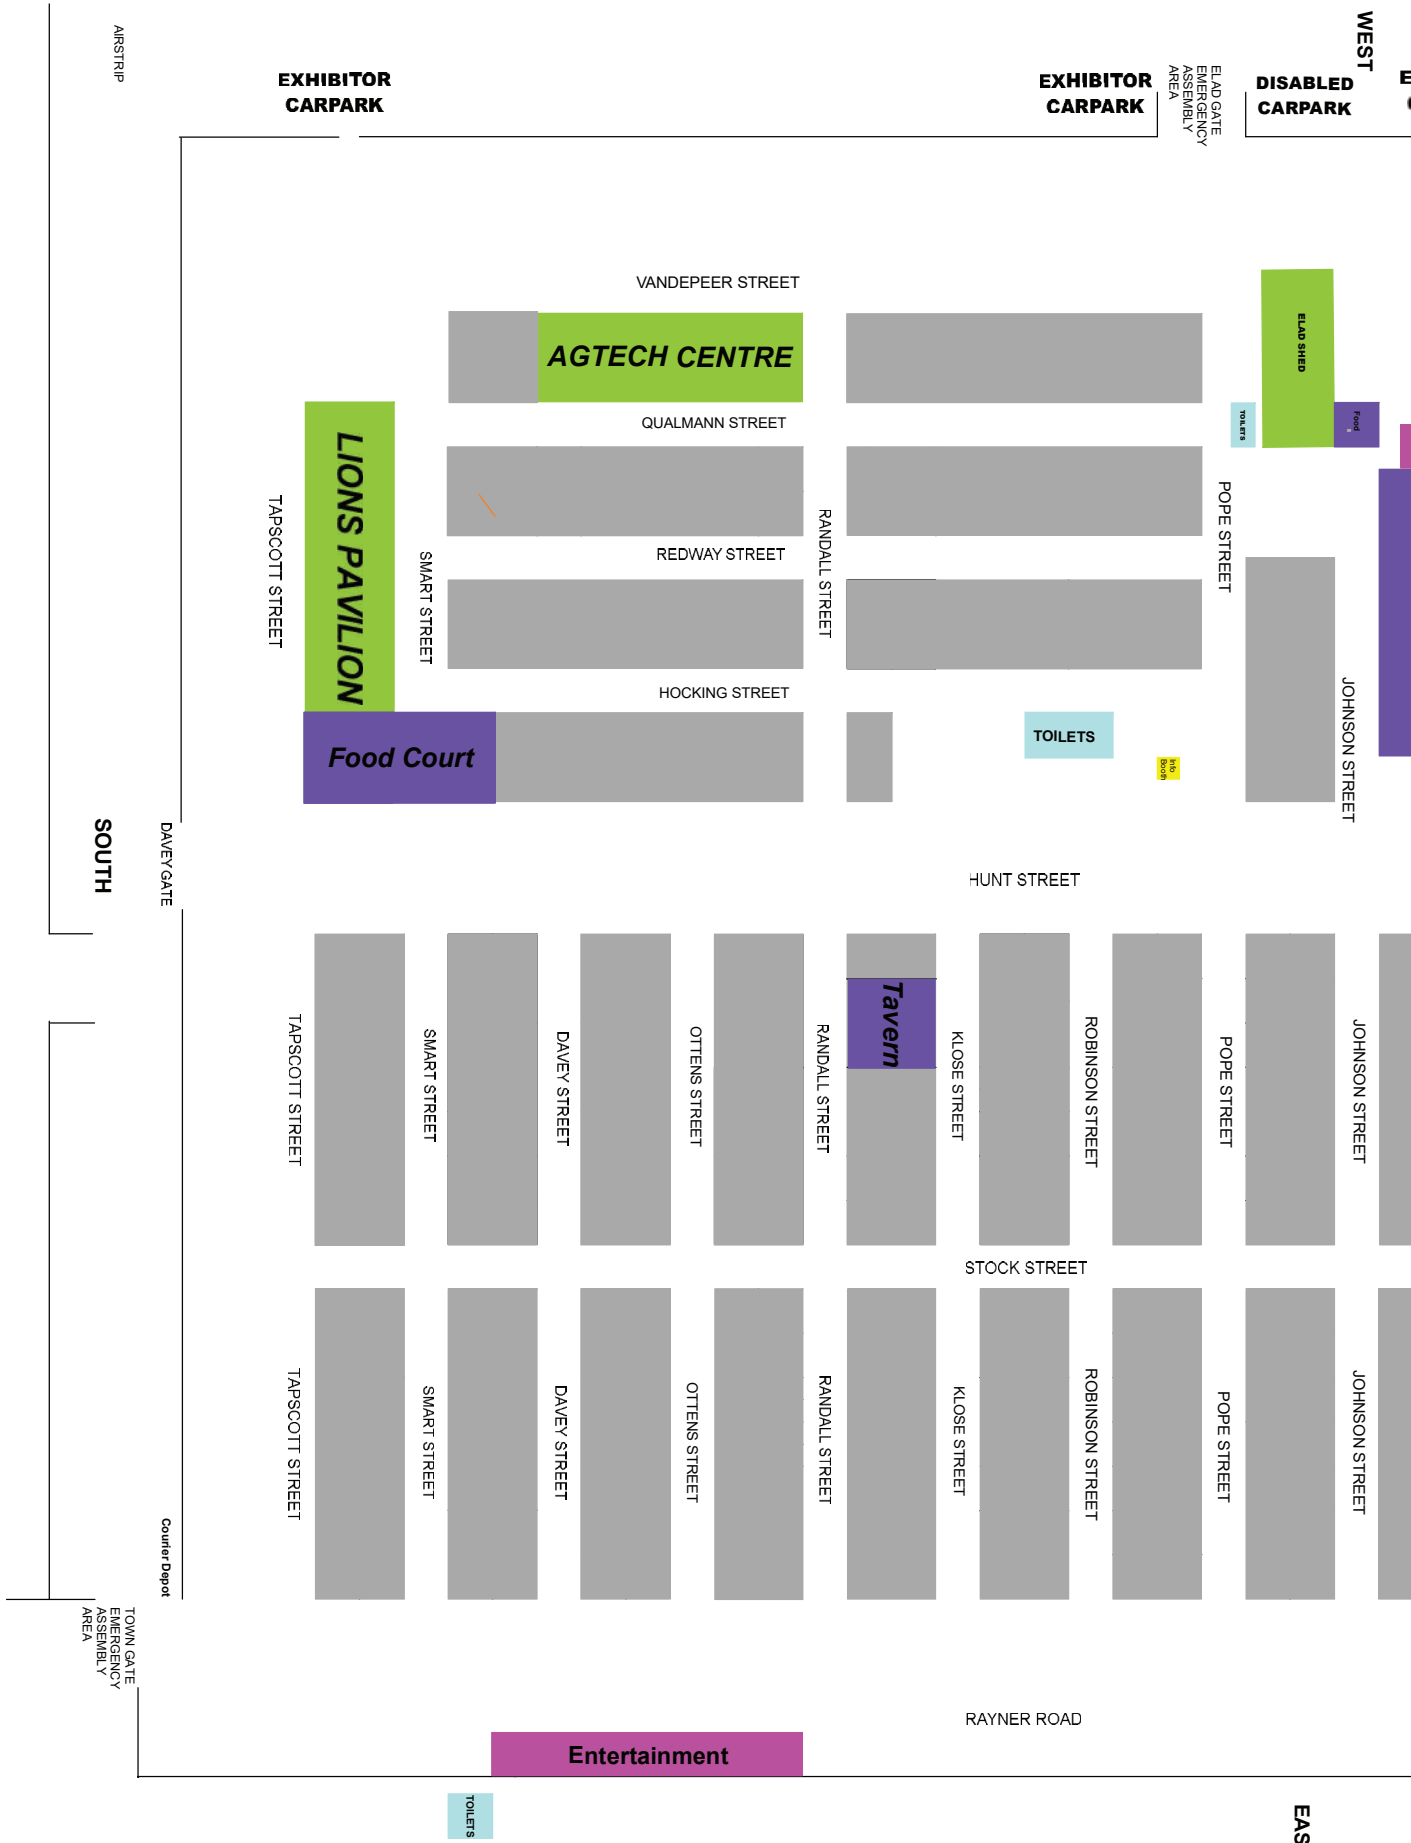 WEST
AIRSTRIP
EXHIBITOR
CARPARK
EXHIBITOR
CARPARK
ELAD GATE
EMERGENCY
ASSEMBLY
AREA
DISABLED
CARPARK
E
VANDEPEER STREET
AGTECH CENTRE
ELAD SHED
TOILETS
Food
QUALMANN STREET
LIONS PAVILION
TAPSCOTT STREET
SMART STREET
REDWAY STREET
RANDALL STREET
POPE STREET
HOCKING STREET
JOHNSON STREET
Food Court
TOILETS
Info
Booth
SOUTH
DAVEY GATE
HUNT STREET
Tavern
TAPSCOTT STREET
SMART STREET
DAVEY STREET
OTTENS STREET
RANDALL STREET
KLOSE STREET
ROBINSON STREET
POPE STREET
JOHNSON STREET
STOCK STREET
TAPSCOTT STREET
SMART STREET
DAVEY STREET
OTTENS STREET
RANDALL STREET
KLOSE STREET
ROBINSON STREET
POPE STREET
JOHNSON STREET
Courier Depot
TOWN GATE
EMERGENCY
ASSEMBLY
AREA
RAYNER ROAD
Entertainment
TOILETS
EAS